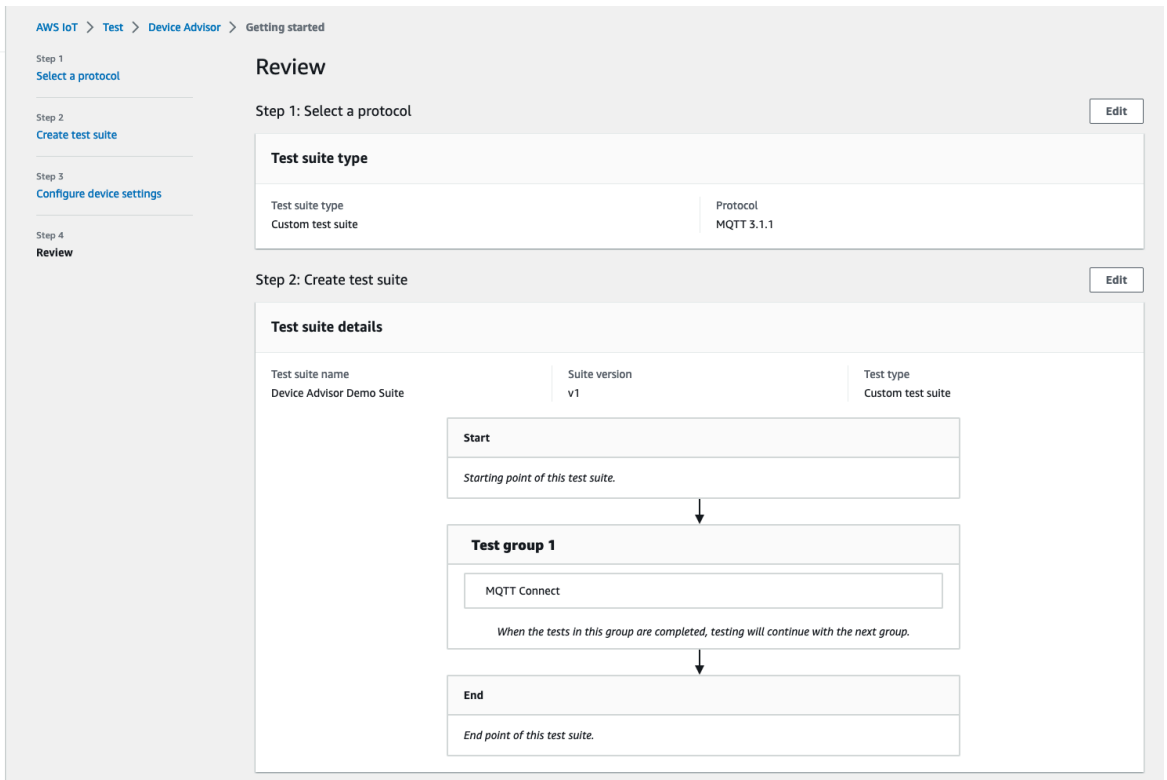 AWS IoT > Test > Device Advisor > Getting started
Step 1
Select a protocol
Step 2
Create test suite
Step 3
Configure device settings
Step 4
Review
Review
Step 1: Select a protocol
Edit
Test suite type
Test suite type
Custom test suite
Protocol
MQTT 3.1.1
Step 2: Create test suite
Edit
Test suite details
Test suite name
Device Advisor Demo Suite
Suite version
v1
Test type
Custom test suite
Start
Starting point of this test suite.
Test group 1
MQTT Connect
When the tests in this group are completed, testing will continue with the next group.
End
End point of this test suite.